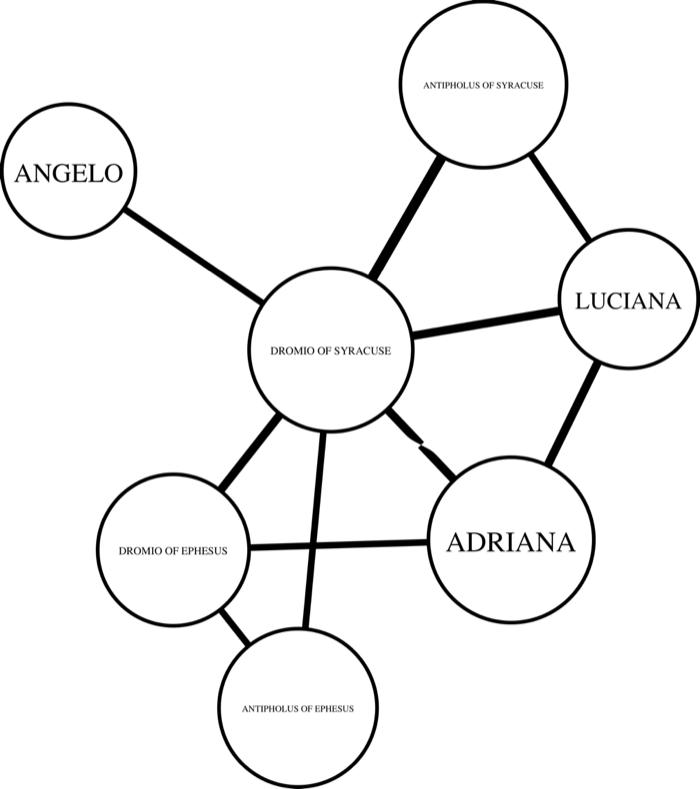 ANTIPHOLUS OF SYRACUSE
ANGELO
LUCIANA
DROMIO OF SYRACUSE
ADRIANA
DROMIO OF EPHESUS
ANTIPHOLUS OF EPHESUS